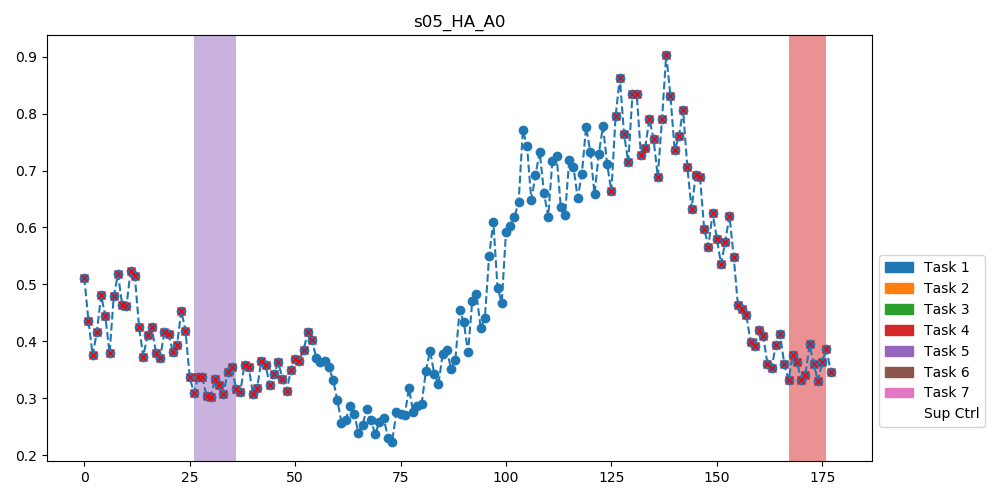 s05_HA_A0
0.9
0.8
0.7
0.6
0.5
0.4
0.3
0.2
0 25 50 75 100 125 150 175
Task 1
Task 2
Task 3
Task 4
Task 5
Task 6
Task 7
Sup Ctrl